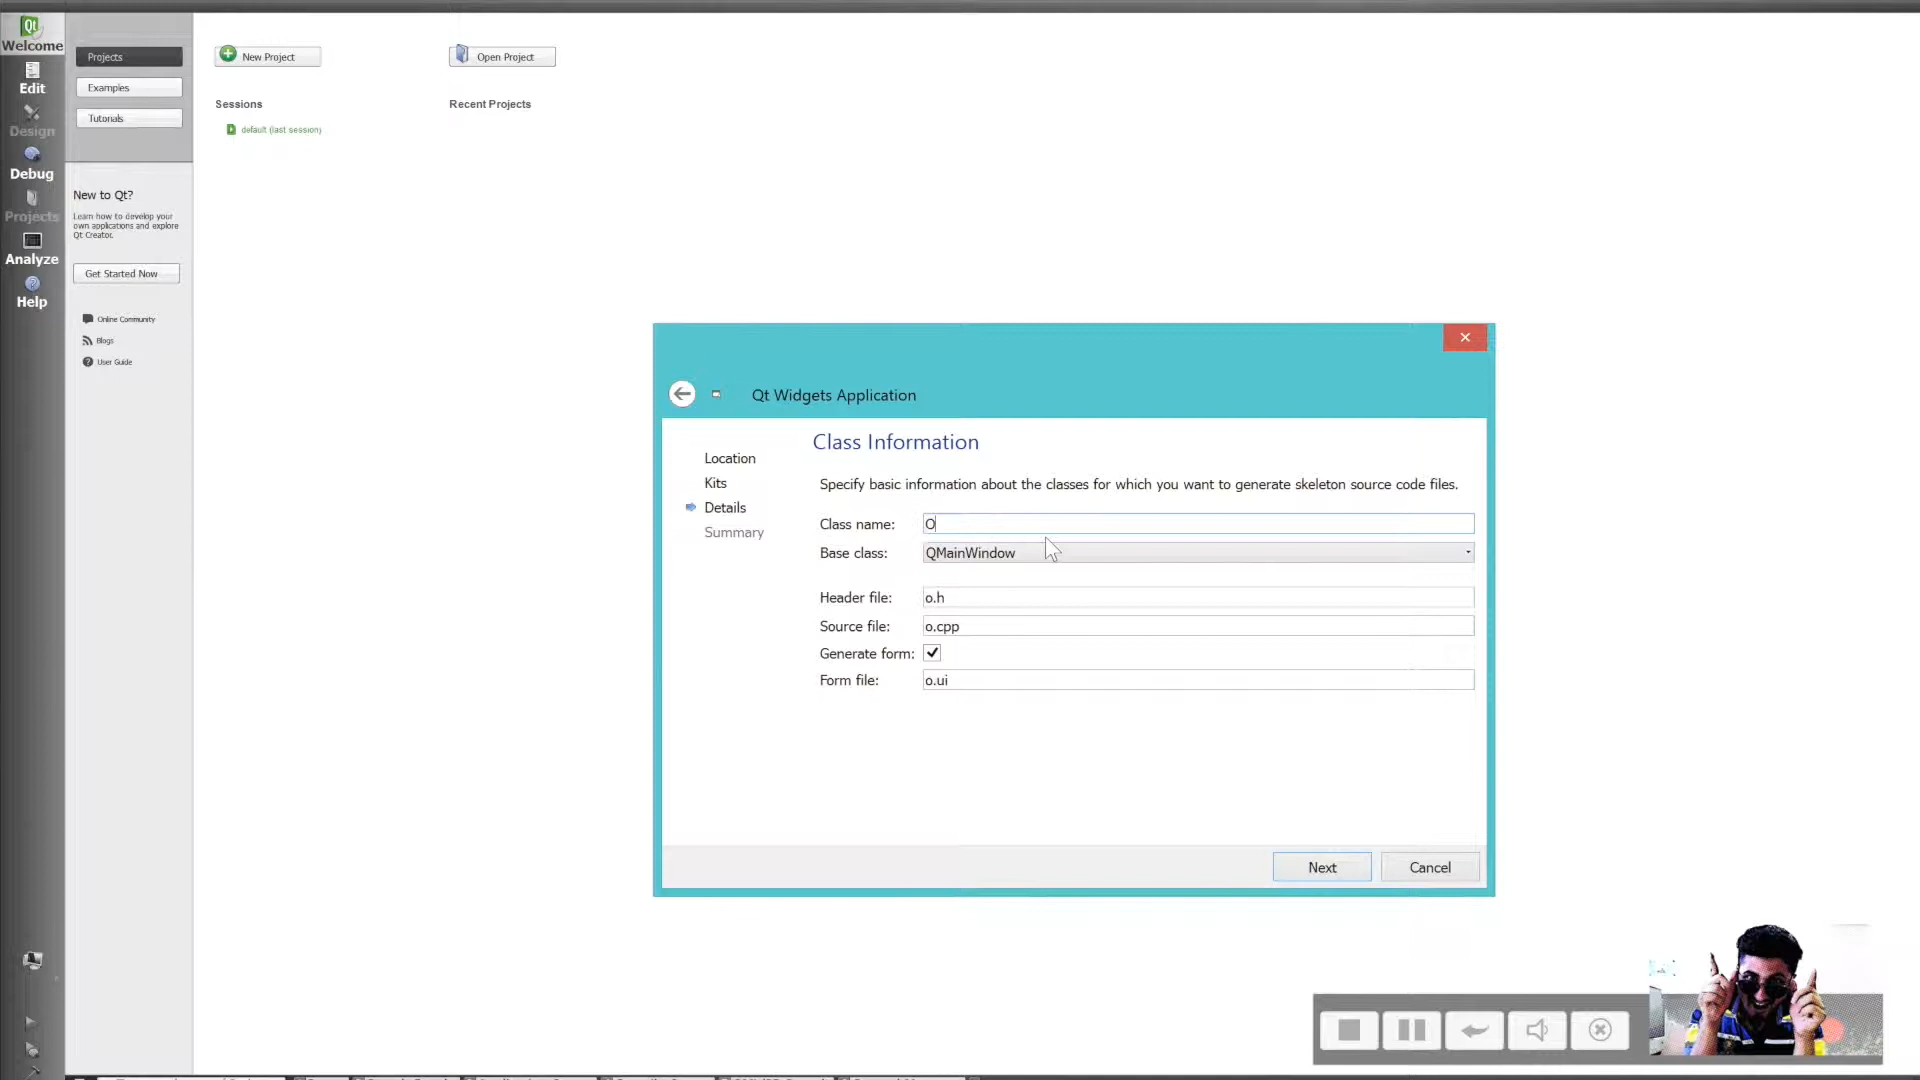 Qt
Welcome
Projects
New Project
Open Project
Edit
Examples
Sessions
Recent Projects
Tutorials
default (last session)
Design
Debug
New to Qt?
Projects
Learn how to develop your
own applications and explore
Qt Creator.
Analyze
Get Started Now
Help
Online Community
Blogs
User Guide
Qt Widgets Application
Class Information
Location
Kits
Details
Summary
Specify basic information about the classes for which you want to generate skeleton source code files.
Class name: O
Base class: QMainWindow
Header file: o.h
Source file: o.cpp
Generate form:
Form file: o.ui
Next
Cancel